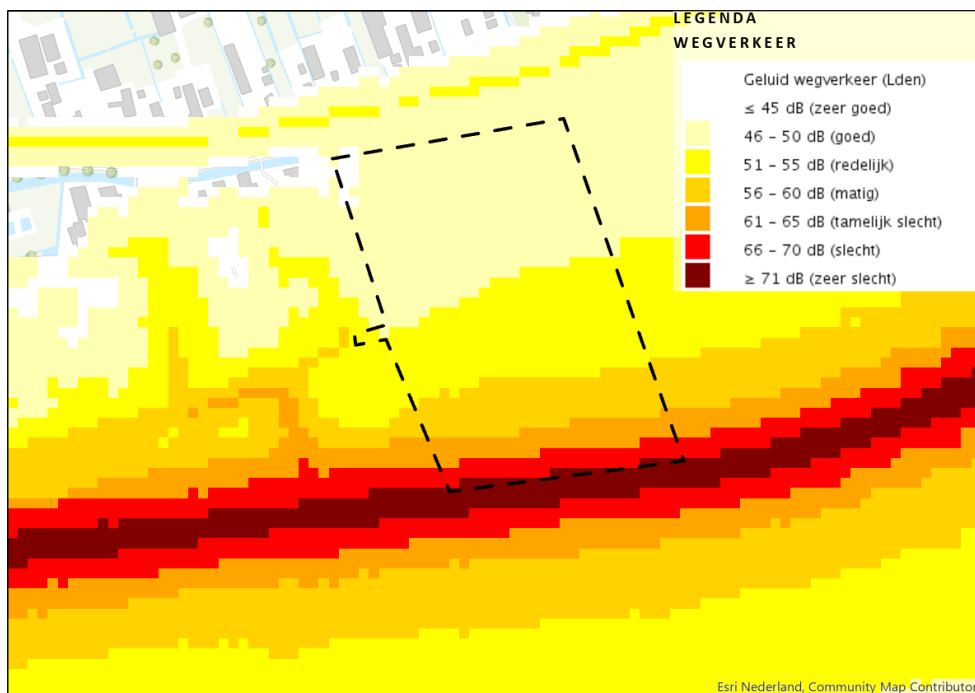 LEGENDA
WEGVERKEER
Geluid wegverkeer (Lden)
≤ 45 dB (zeer goed)
46 – 50 dB (goed)
51 – 55 dB (redelijk)
56 – 60 dB (matig)
61 – 65 dB (tamelijk slecht)
66 – 70 dB (slecht)
≥ 71 dB (zeer slecht)
Esri Nederland, Community Map Contributor